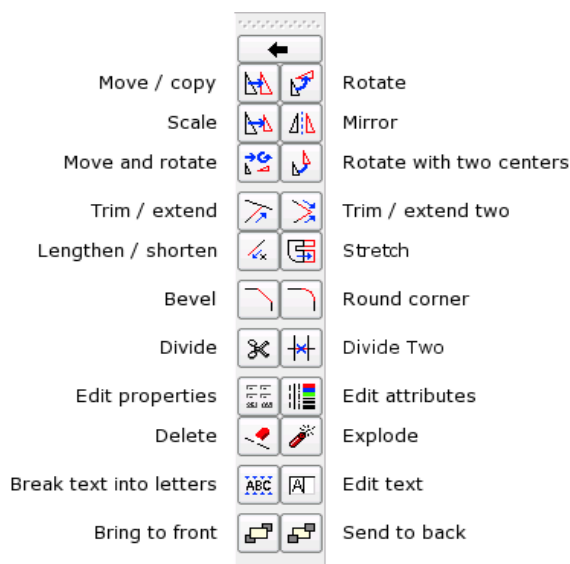 Move / copy Rotate
Scale Mirror
Move and rotate Rotate with two centers
Trim / extend Trim / extend two
Lengthen / shorten Stretch
Bevel Round corner
Divide Divide Two
Edit properties Edit attributes
Delete Explode
Break text into letters ABC A Edit text
Bring to front Send to back